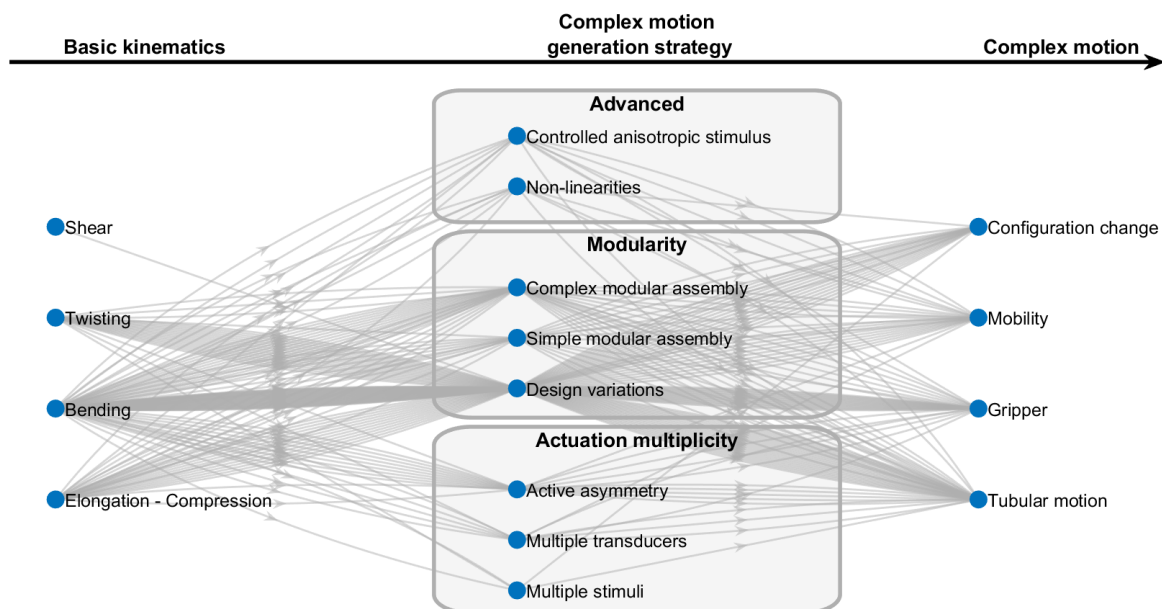 Basic kinematics
Complex motion
generation strategy
Complex motion
Advanced
Controlled anisotropic stimulus
Non-linearities
Shear
Configuration change
Modularity
Complex modular assembly
Twisting
Mobility
Simple modular assembly
Design variations
Bending
Gripper
Actuation multiplicity
Active asymmetry
Elongation - Compression
Tubular motion
Multiple transducers
Multiple stimuli